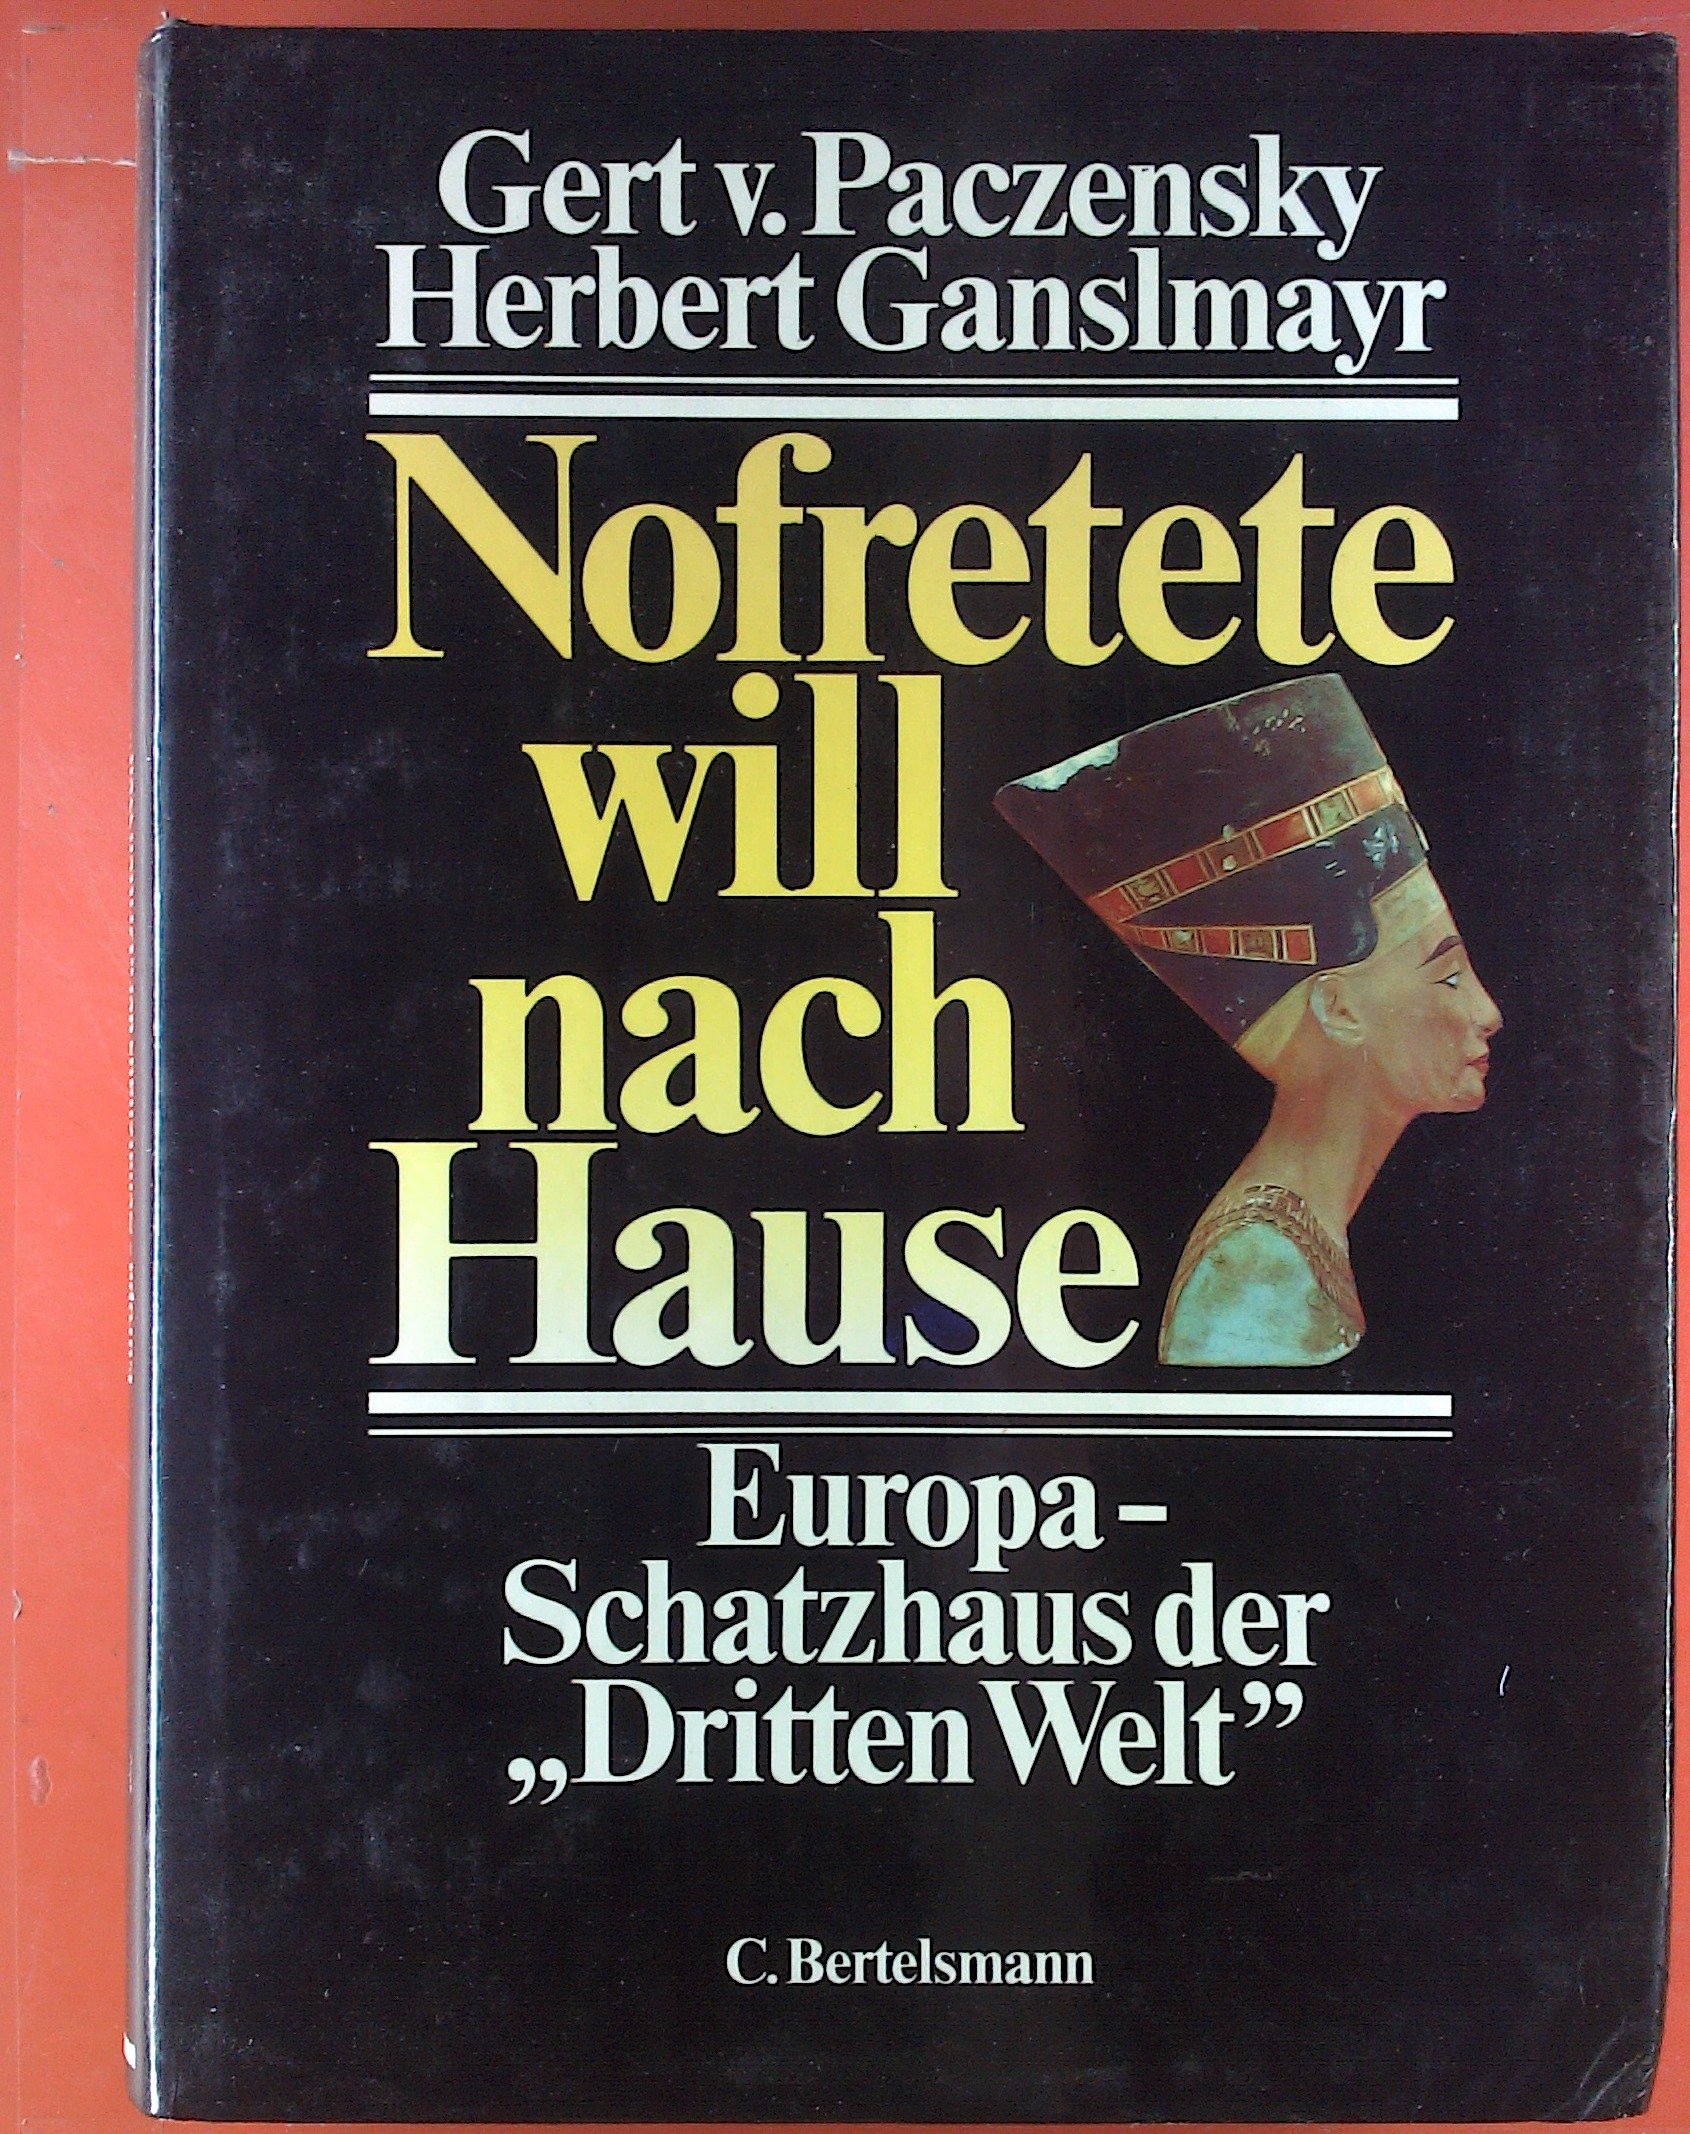 Gert v. Paczensky
Herbert Ganslmayr
Nofretete
will
nach
Hause
Europa –
Schatzhaus der
„Dritten Welt”
C. Bertelsmann